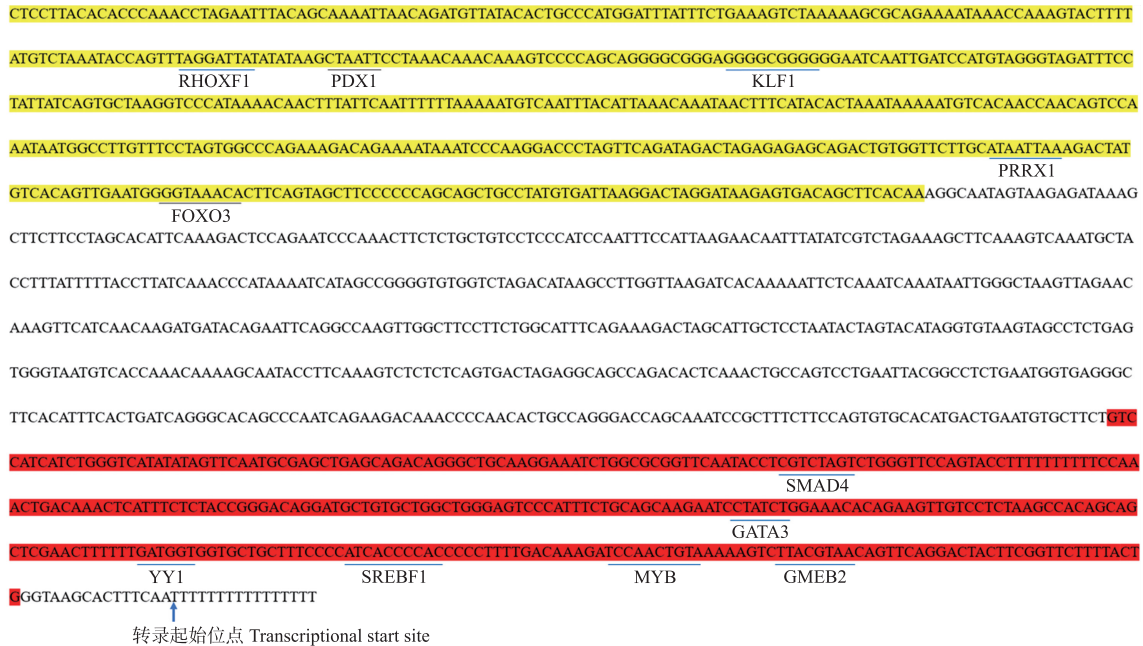 CTCCTTACACACCCAAACCTAGAATTTACAGCAAAATTAACAGATGTTATACACTGCCCATGGATTTATTTCTGAAAGTCTAAAAAGCGCAGAAAATAAACCAAAGTACTTTT
ATGTCTAAATACCAGTTTAGGATTATATATAAGCTAATTCCTAAACAAACAAAGTCCCCAGCAGGGGCGGGAGGGGCGGGGGGAATCAATTGATCCATGTAGGGTAGATTTCC
RHOXF1 PDX1 KLF1
TATTATCAGTGCTAAGGTCCCATAAAACAACTTTATTCAATTTTTTAAAAATGTCAATTTACATTAAACAAATAACTTTCATACACTAAATAAAAATGTCACAACCAACAGTCCA
AATAATGGCCTTGTTTCCTAGTGGCCCAGAAAGACAGAAAATAAATCCCAAGGACCCTAGTTCAGATAGACTAGAGAGAGCAGACTGTGGTTCTTGCATAATTAAAGACTAT
PRRX1
GTCACAGTTGAATGGGGTAAACACTTCAGTAGCTTCCCCCCAGCAGCTGCCTATGTGATTAAGGACTAGGATAAGAGTGACAGCTTCACAAAGGCAATAGTAAGAGATAAAG
FOXO3
CTTCTTCCTAGCACATTCAAAGACTCCAGAATCCCAAACTTCTCTGCTGTCCTCCCATCCAATTTCCATTAAGAACAATTTATATCGTCTAGAAAGCTTCAAAGTCAAATGCTA
CCTTTATTTTTACCTTATCAAACCCATAAAATCATAGCCGGGGTGTGGTCTAGACATAAGCCTTGGTTAAGATCACAAAAATTCTCAAATCAAATAATTGGGCTAAGTTAGAAC
AAAGTTCATCAACAAGATGATACAGAATTCAGGCCAAGTTGGCTTCCTTCTGGCATTTCAGAAAGACTAGCATTGCTCCTAATACTAGTACATAGGTGTAAGTAGCCTCTGAG
TGGGTAATGTCACCAAACAAAAGCAATACCTTCAAAGTCTCTCTCAGTGACTAGAGGCAGCCAGACACTCAAACTGCCAGTCCTGAATTACGGCCTCTGAATGGTGAGGGC
TTCACATTTCACTGATCAGGGCACAGCCCAATCAGAAGACAAACCCCAACACTGCCAGGGACCAGCAAATCCGCTTTCTTCCAGTGTGCACATGACTGAATGTGCTTCTGTC
CATCATCTGGGTCATATATAGTTCAATGCGAGCTGAGCAGACAGGGCTGCAAGGAAATCTGGCGCGGTTCAATACCTCGTCTAGTCTGGGTTCCAGTACCTTTTTTTTTTCCAA
SMAD4
ACTGACAAACTCATTTCTCTACCGGGACAGGATGCTGTGCTGGCTGGGAGTCCCATTTCTGCAGCAAGAATCCTATCTGGAAACACAGAAGTTGTCCTCTAAGCCACAGCAG
GATA3
CTCGAACTTTTTTGATGGTGGTGCTGCTTTCCCCATCACCCCACCCCCTTTTGACAAAGATCCAACTGTAAAAAGTCTTACGTAACAGTTCAGGACTACTTCGGTTCTTTTACT
YY1 SREBF1 MYB GMEB2
GGGTAAGCACTTTCAATTTTTTTTTTTTTTTTT
转录起始位点 Transcriptional start site